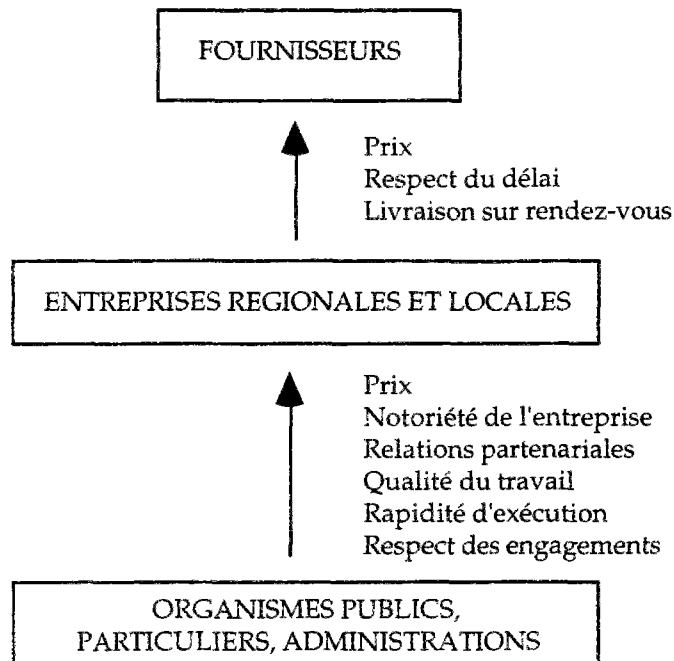 FOURNISSEURS
Prix
Respect du délai
Livraison sur rendez-vous
ENTREPRISES REGIONALES ET LOCALES
Prix
Notoriété de l'entreprise
Relations partenariales
Qualité du travail
Rapidité d'exécution
Respect des engagements
ORGANISMES PUBLICS,
PARTICULIERS, ADMINISTRATIONS